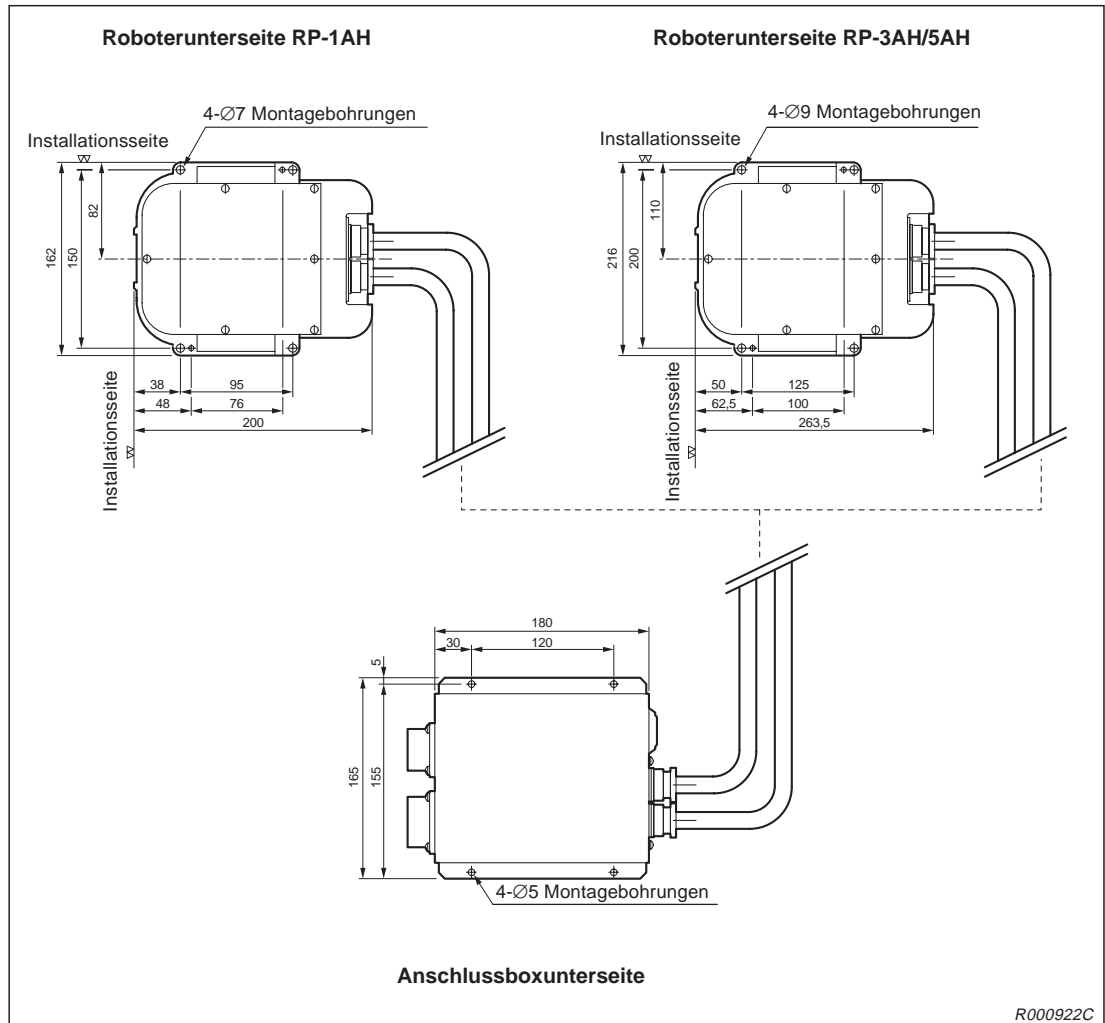 Roboterunterseite RP-1AH
4-∅7 Montagebohrungen
Installationsseite
162
150
82
38
95
48
76
200
Installationsseite
Roboterunterseite RP-3AH/5AH
4-∅9 Montagebohrungen
Installationsseite
216
200
110
50
125
62,5
100
263,5
Installationsseite
180
30
120
5
165
155
4-∅5 Montagebohrungen
Anschlussboxunterseite
R000922C